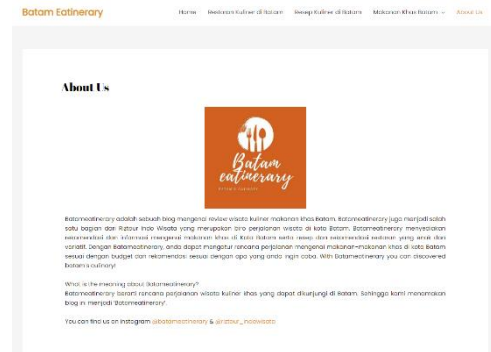 Batam Eatinerary
Home Restoran Kuliner di Batam Resep Kuliner di Batam Makanan Khas Batam About Us
About Us
Batam
eatinerary
Batameatinerary adalah sebuah blog mengenai review wisata kuliner makanan khas Batam. Batameatinerary juga menjadi salah
satu bagian dari Riztour Indo Wisata yang merupakan biro perjalanan wisata di kota Batam. Batameatinerary menyediakan
rekomendasi dan informasi mengenai makanan khas di Kota Batam serta resep dan rekomendasi restoran yang enak dan
variatif. Dengan Batameatinerary, anda dapat mengatur rencana perjalanan mengenai makanan-makanan khas di kota Batam
sesuai dengan budget dan rekomendasi sesuai dengan apa yang anda ingin coba. With Batameatinerary you can discovered
batam's culinary!
What is the meaning about Batameatinerary?
Batameatinerary berarti rencana perjalanan wisata kuliner khas yang dapat dikunjungi di Batam. Sehingga kami menamakan
blog ini menjadi 'Batameatinerary'.
You can find us on instagram @batameatinerary & @riztour_indowisata